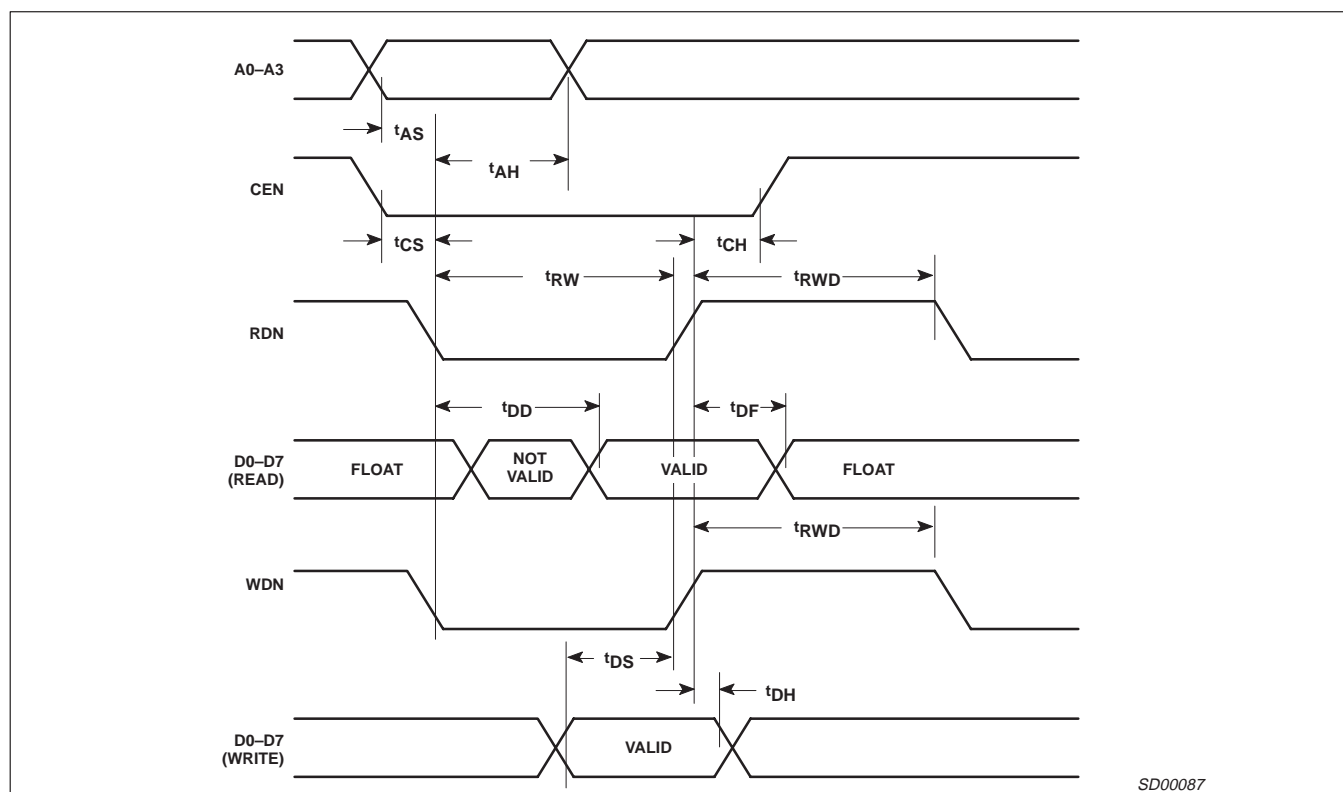 A0–A3
tAS
tAH
CEN
tCS
tCH
tRW
tRWD
RDN
tDD
tDF
D0–D7
(READ)
FLOAT
NOT
VALID
VALID
FLOAT
tRWD
WDN
tDS
tDH
D0–D7
(WRITE)
VALID
SD00087